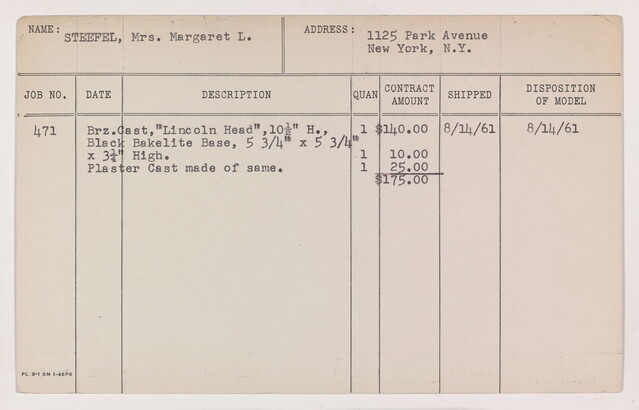 NAME: STEEFEL, Mrs. Margaret L. ADDRESS: 1125 Park Avenue
New York, N.Y.
JOB NO. DATE DESCRIPTION QUAN CONTRACT AMOUNT SHIPPED DISPOSITION OF MODEL
471 Brz.Cast,"Lincoln Head",10½" H., 1 $140.00 8/14/61 8/14/61
Black Bakelite Base, 5 3/4" x 5 3/4"
x 3¼" High. 1 10.00
Plaster Cast made of same. 1 25.00
$175.00